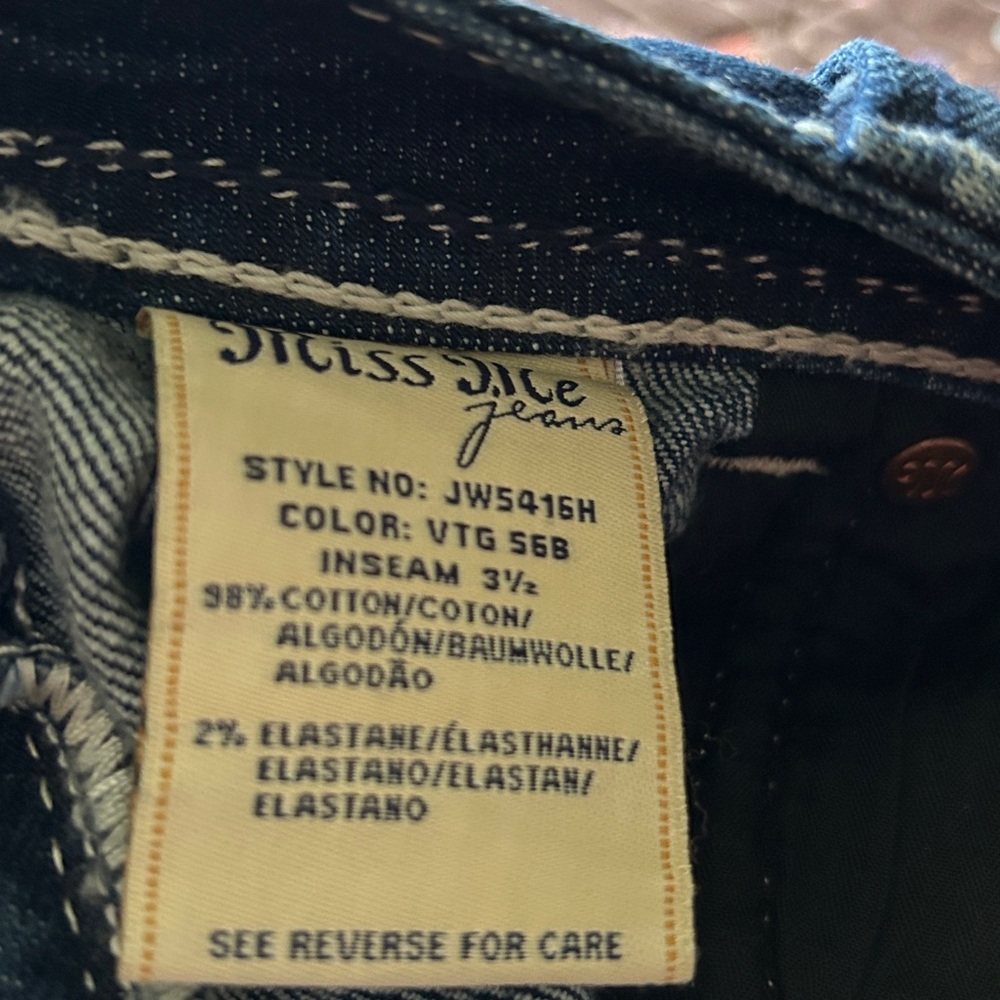 Miss Me
jeans
STYLE NO: JW5416H
COLOR: VTG 56B
INSEAM 3½
98% COTTON/COTON/
ALGODÓN/BAUMWOLLE/
ALGODÃO
2% ELASTANE/ÉLASTHANNE/
ELASTANO/ELASTAN/
ELASTANO
SEE REVERSE FOR CARE